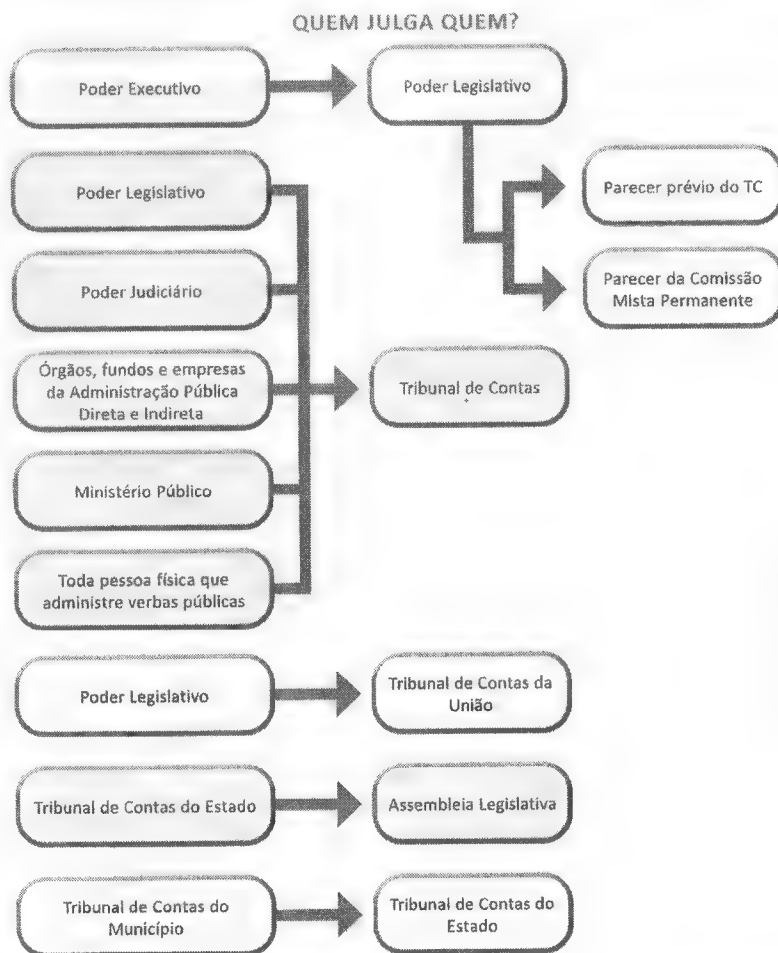 QUEM JULGA QUEM?
Poder Executivo
Poder Legislativo
Parecer prévio do TC
Parecer da Comissão
Mista Permanente
Poder Legislativo
Poder Judiciário
Órgãos, fundos e empresas
da Administração Pública
Direta e Indireta
Ministério Público
Toda pessoa física que
administre verbas públicas
Tribunal de Contas
Poder Legislativo
Tribunal de Contas da
União
Tribunal de Contas do Estado
Assembleia Legislativa
Tribunal de Contas do
Município
Tribunal de Contas do
Estado